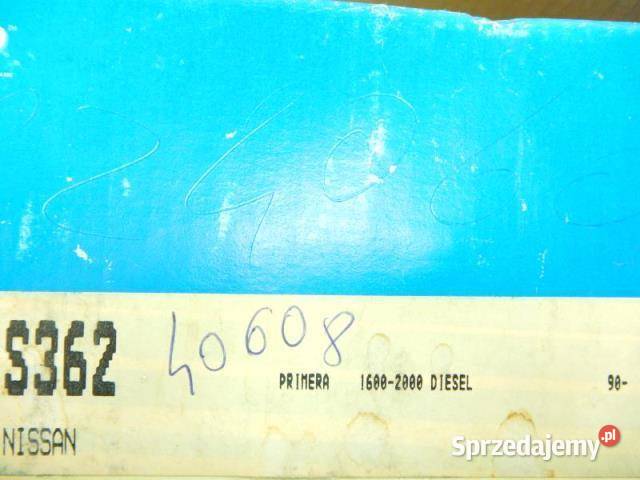 S362
40608
PRIMERA 1600-2000 DIESEL 90-
NISSAN
Sprzedajemy.pl